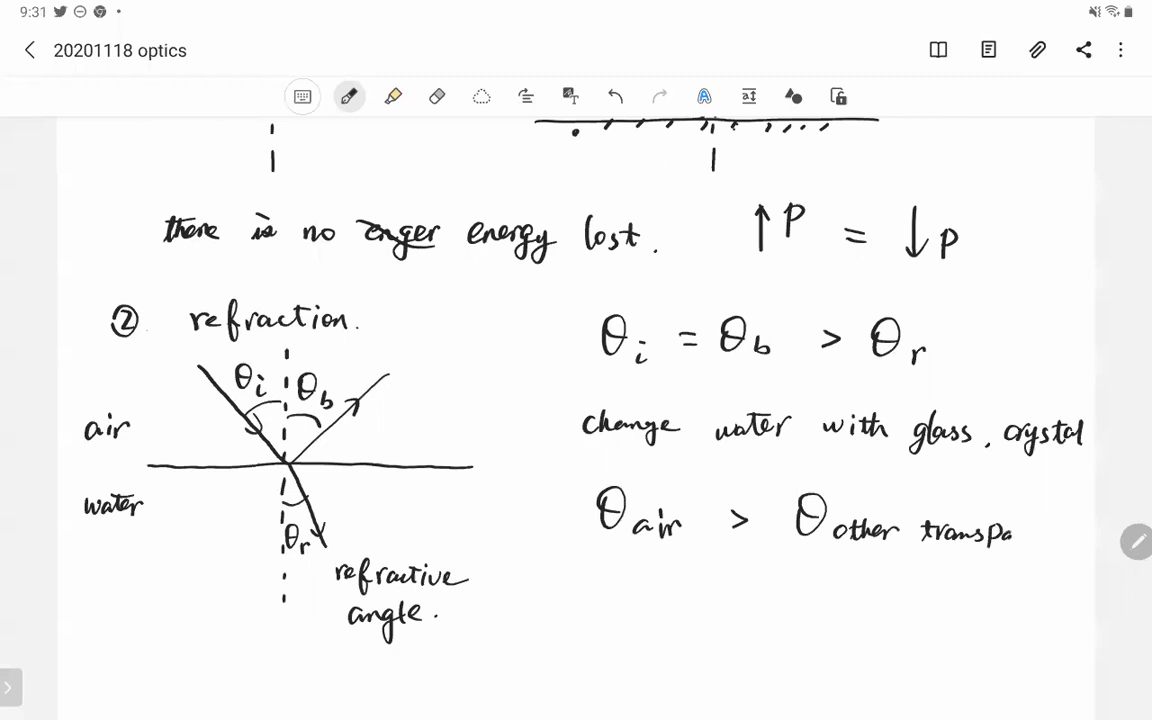 9:31
20201118 optics
there is no enger energy lost. ↑P = ↓P
② refraction.
θi θb
air
water
θr
refractive
angle.
θi = θb > θr
change water with glass, crystal
θair > θother transpa